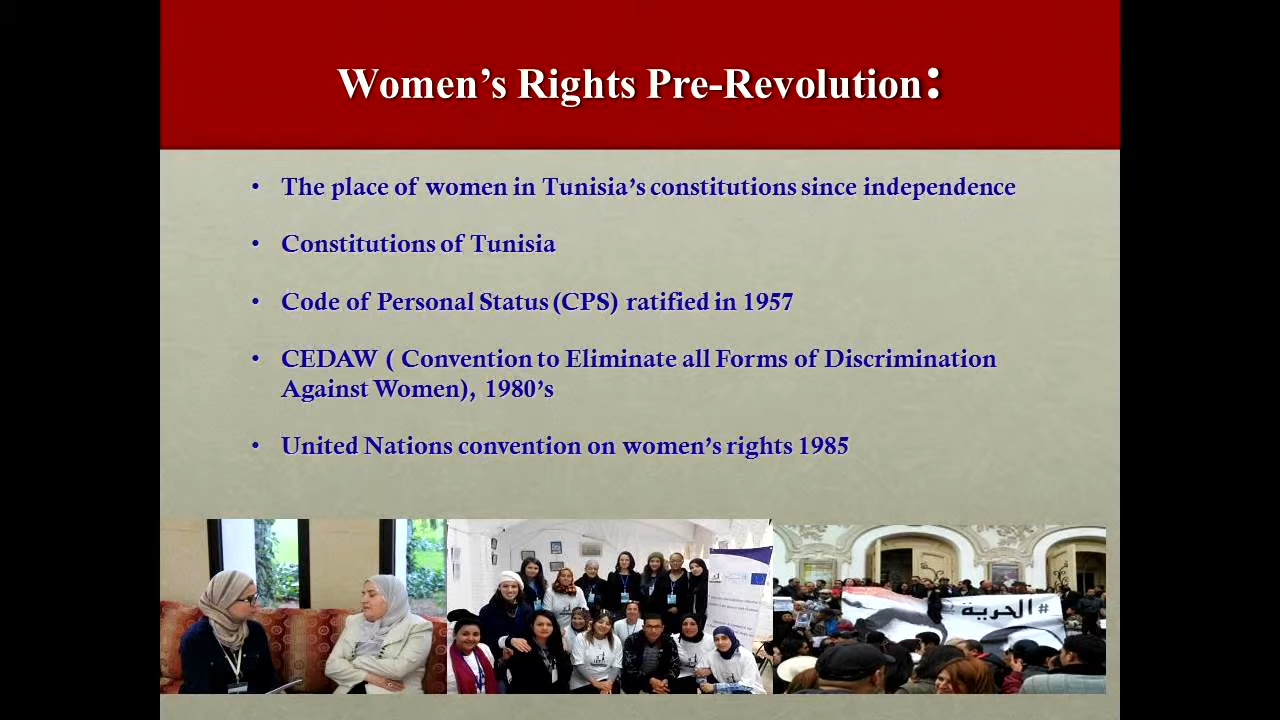 Women's Rights Pre-Revolution:
• The place of women in Tunisia's constitutions since independence
• Constitutions of Tunisia
• Code of Personal Status (CPS) ratified in 1957
• CEDAW ( Convention to Eliminate all Forms of Discrimination
Against Women), 1980's
• United Nations convention on women's rights 1985
#الحرية